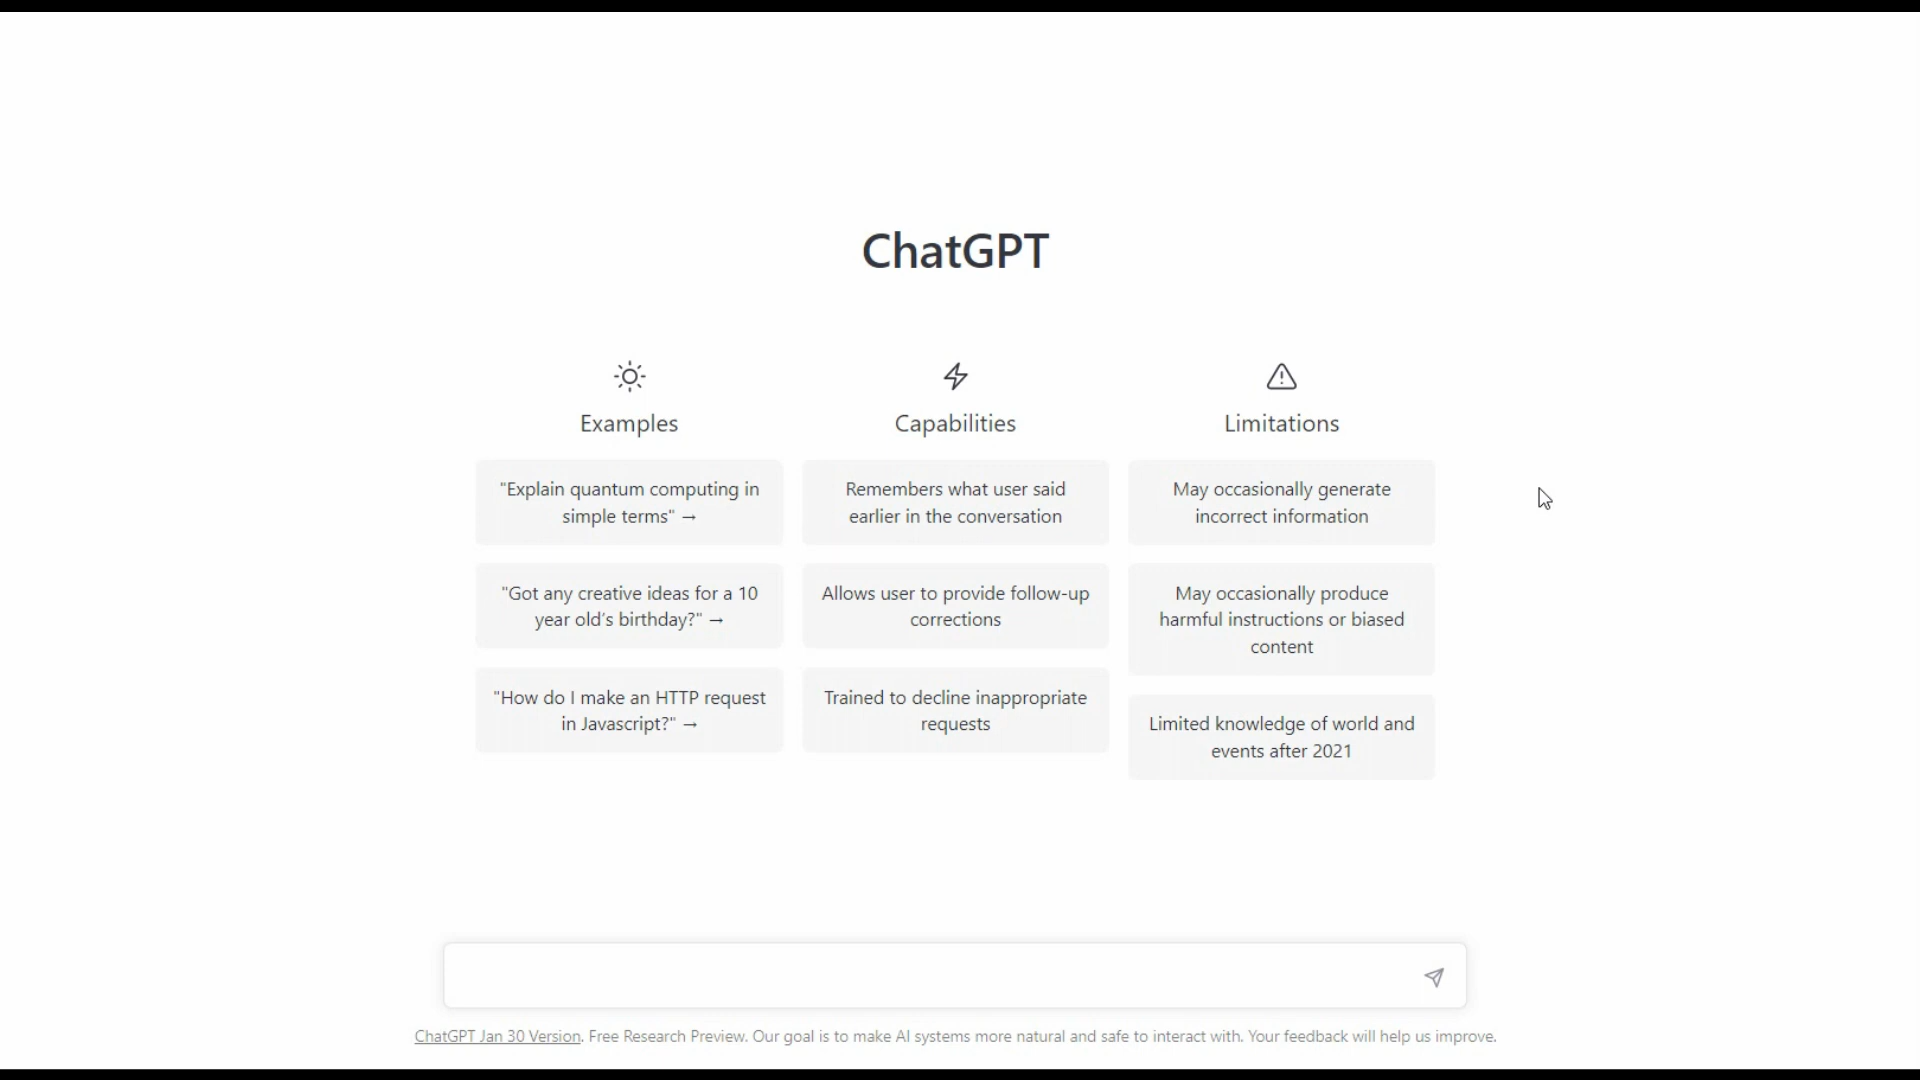 ChatGPT
Examples
"Explain quantum computing in
simple terms" →
"Got any creative ideas for a 10
year old's birthday?" →
"How do I make an HTTP request
in Javascript?" →
Capabilities
Remembers what user said
earlier in the conversation
Allows user to provide follow-up
corrections
Trained to decline inappropriate
requests
Limitations
May occasionally generate
incorrect information
May occasionally produce
harmful instructions or biased
content
Limited knowledge of world and
events after 2021
ChatGPT Jan 30 Version. Free Research Preview. Our goal is to make AI systems more natural and safe to interact with. Your feedback will help us improve.